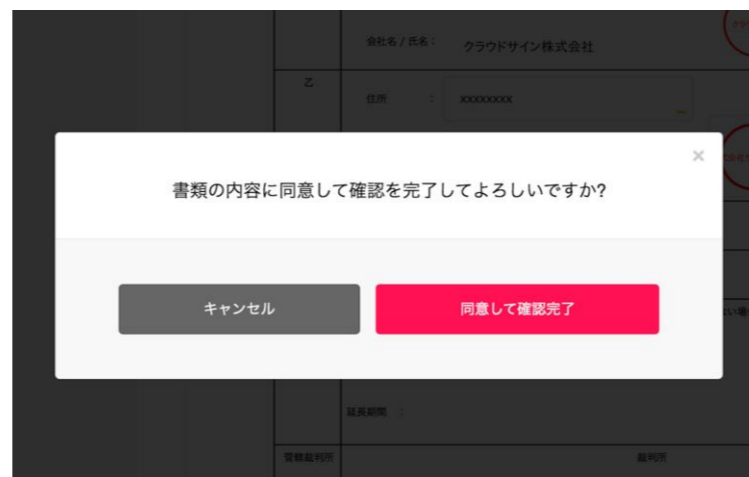 会社名 / 氏名 : クラウドサイン株式会社
乙
住所 : xxxxxxxx
×
書類の内容に同意して確認を完了してよろしいですか?
キャンセル 同意して確認完了
延長期間 :
管轄裁判所 裁判所